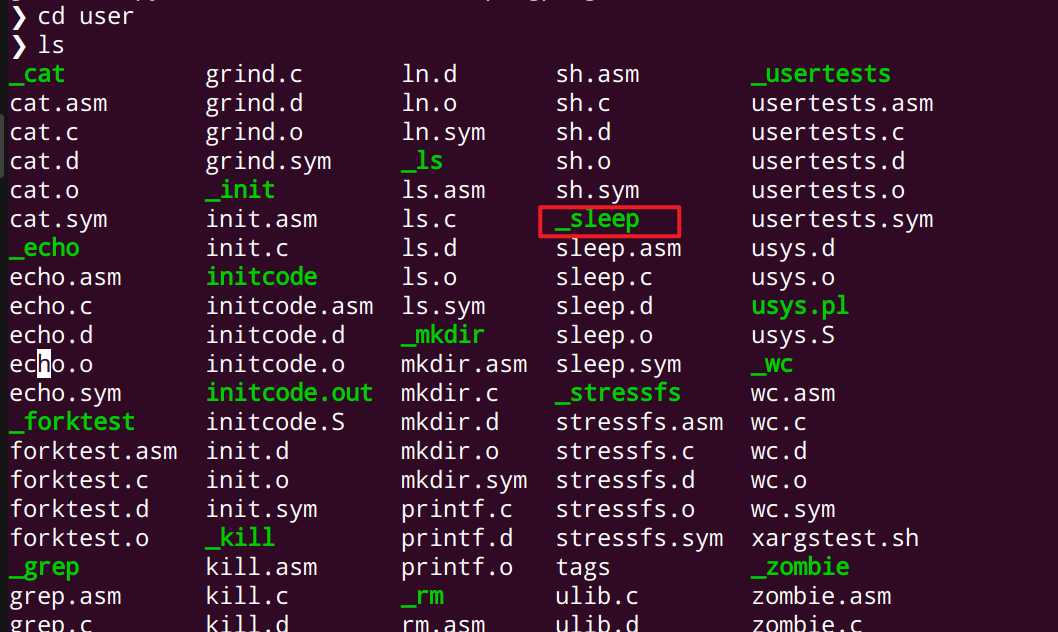 ❯ cd user
❯ ls
_cat grind.c ln.d sh.asm _usertests
cat.asm grind.d ln.o sh.c usertests.asm
cat.c grind.o ln.sym sh.d usertests.c
cat.d grind.sym _ls sh.o usertests.d
cat.o _init ls.asm sh.sym usertests.o
cat.sym init.asm ls.c _sleep usertests.sym
_echo init.c ls.d sleep.asm usys.d
echo.asm initcode ls.o sleep.c usys.o
echo.c initcode.asm ls.sym sleep.d usys.pl
echo.d initcode.d _mkdir sleep.o usys.S
echo.o initcode.o mkdir.asm sleep.sym _wc
echo.sym initcode.out mkdir.c _stressfs wc.asm
_forktest initcode.S mkdir.d stressfs.asm wc.c
forktest.asm init.d mkdir.o stressfs.c wc.d
forktest.c init.o mkdir.sym stressfs.d wc.o
forktest.d init.sym printf.c stressfs.o wc.sym
forktest.o _kill printf.d stressfs.sym xargstest.sh
_grep kill.asm printf.o tags _zombie
grep.asm kill.c _rm ulib.c zombie.asm
grep.c kill.d rm.asm ulib.d zombie.c